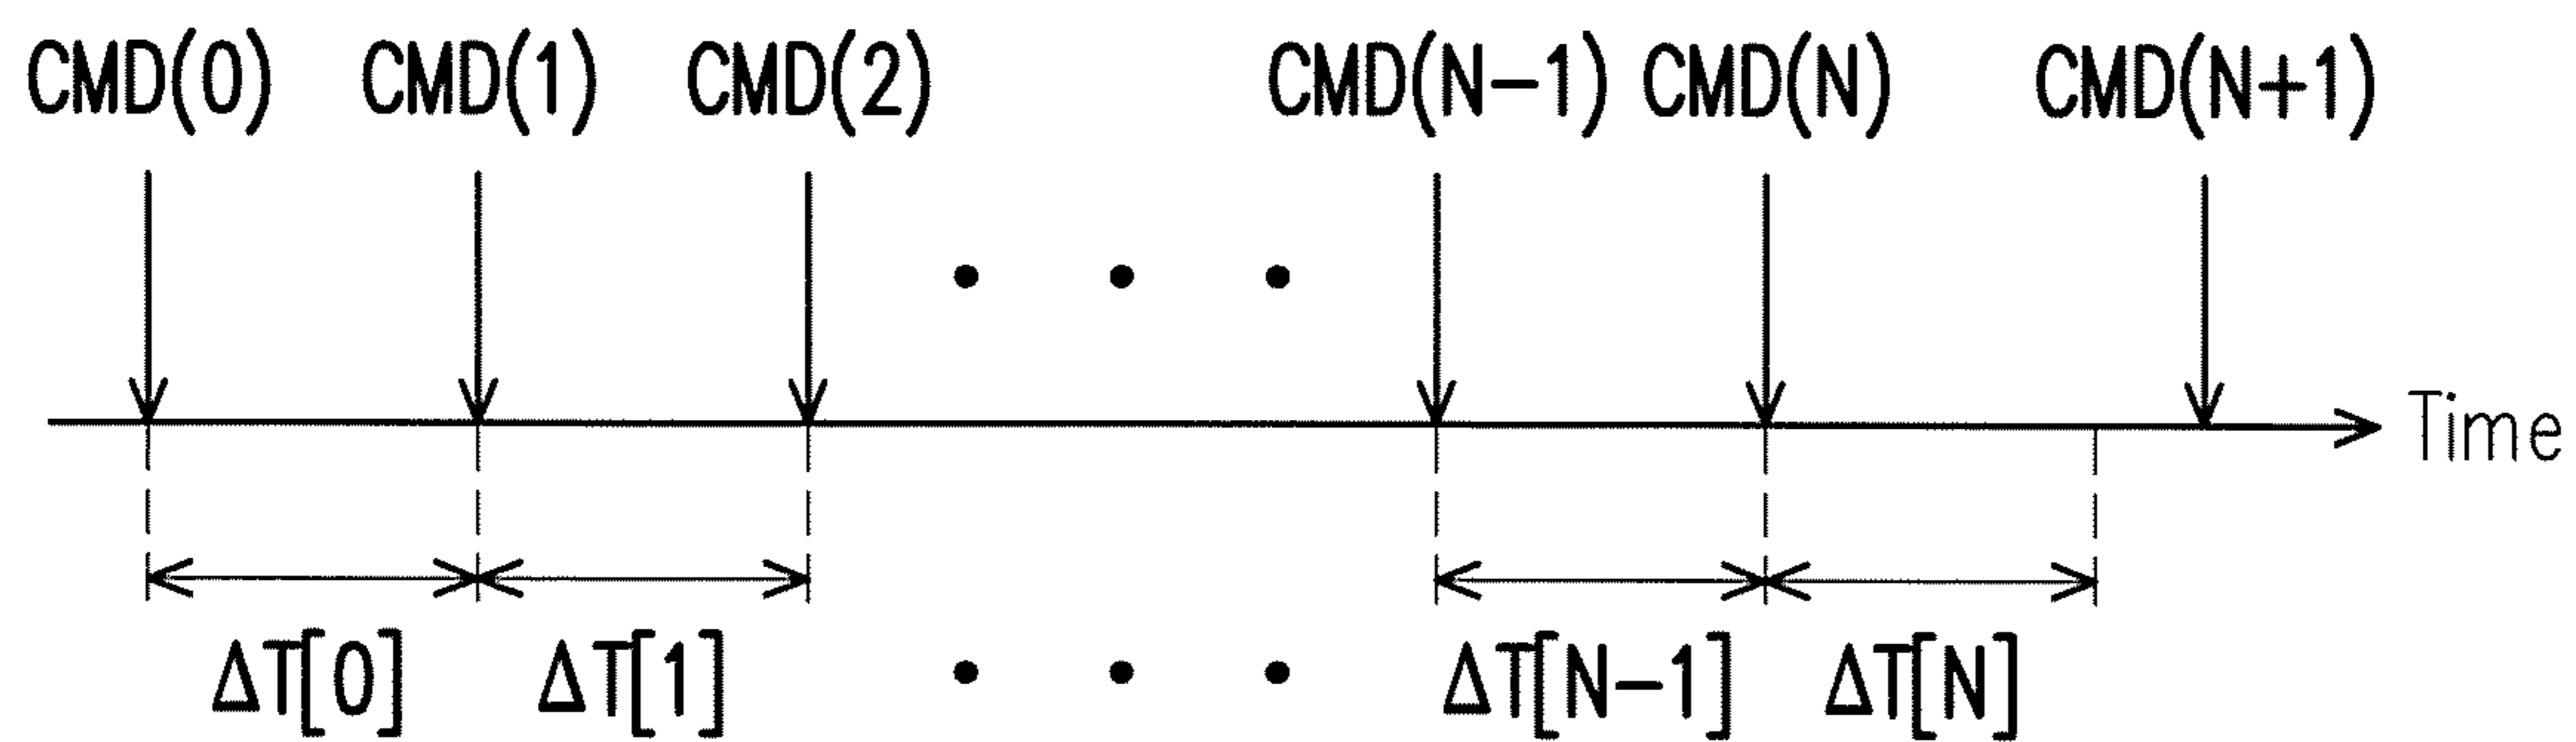 CMD(0) CMD(1) CMD(2) CMD(N-1) CMD(N) CMD(N+1)
Time
ΔT[0] ΔT[1] ΔT[N-1] ΔT[N]